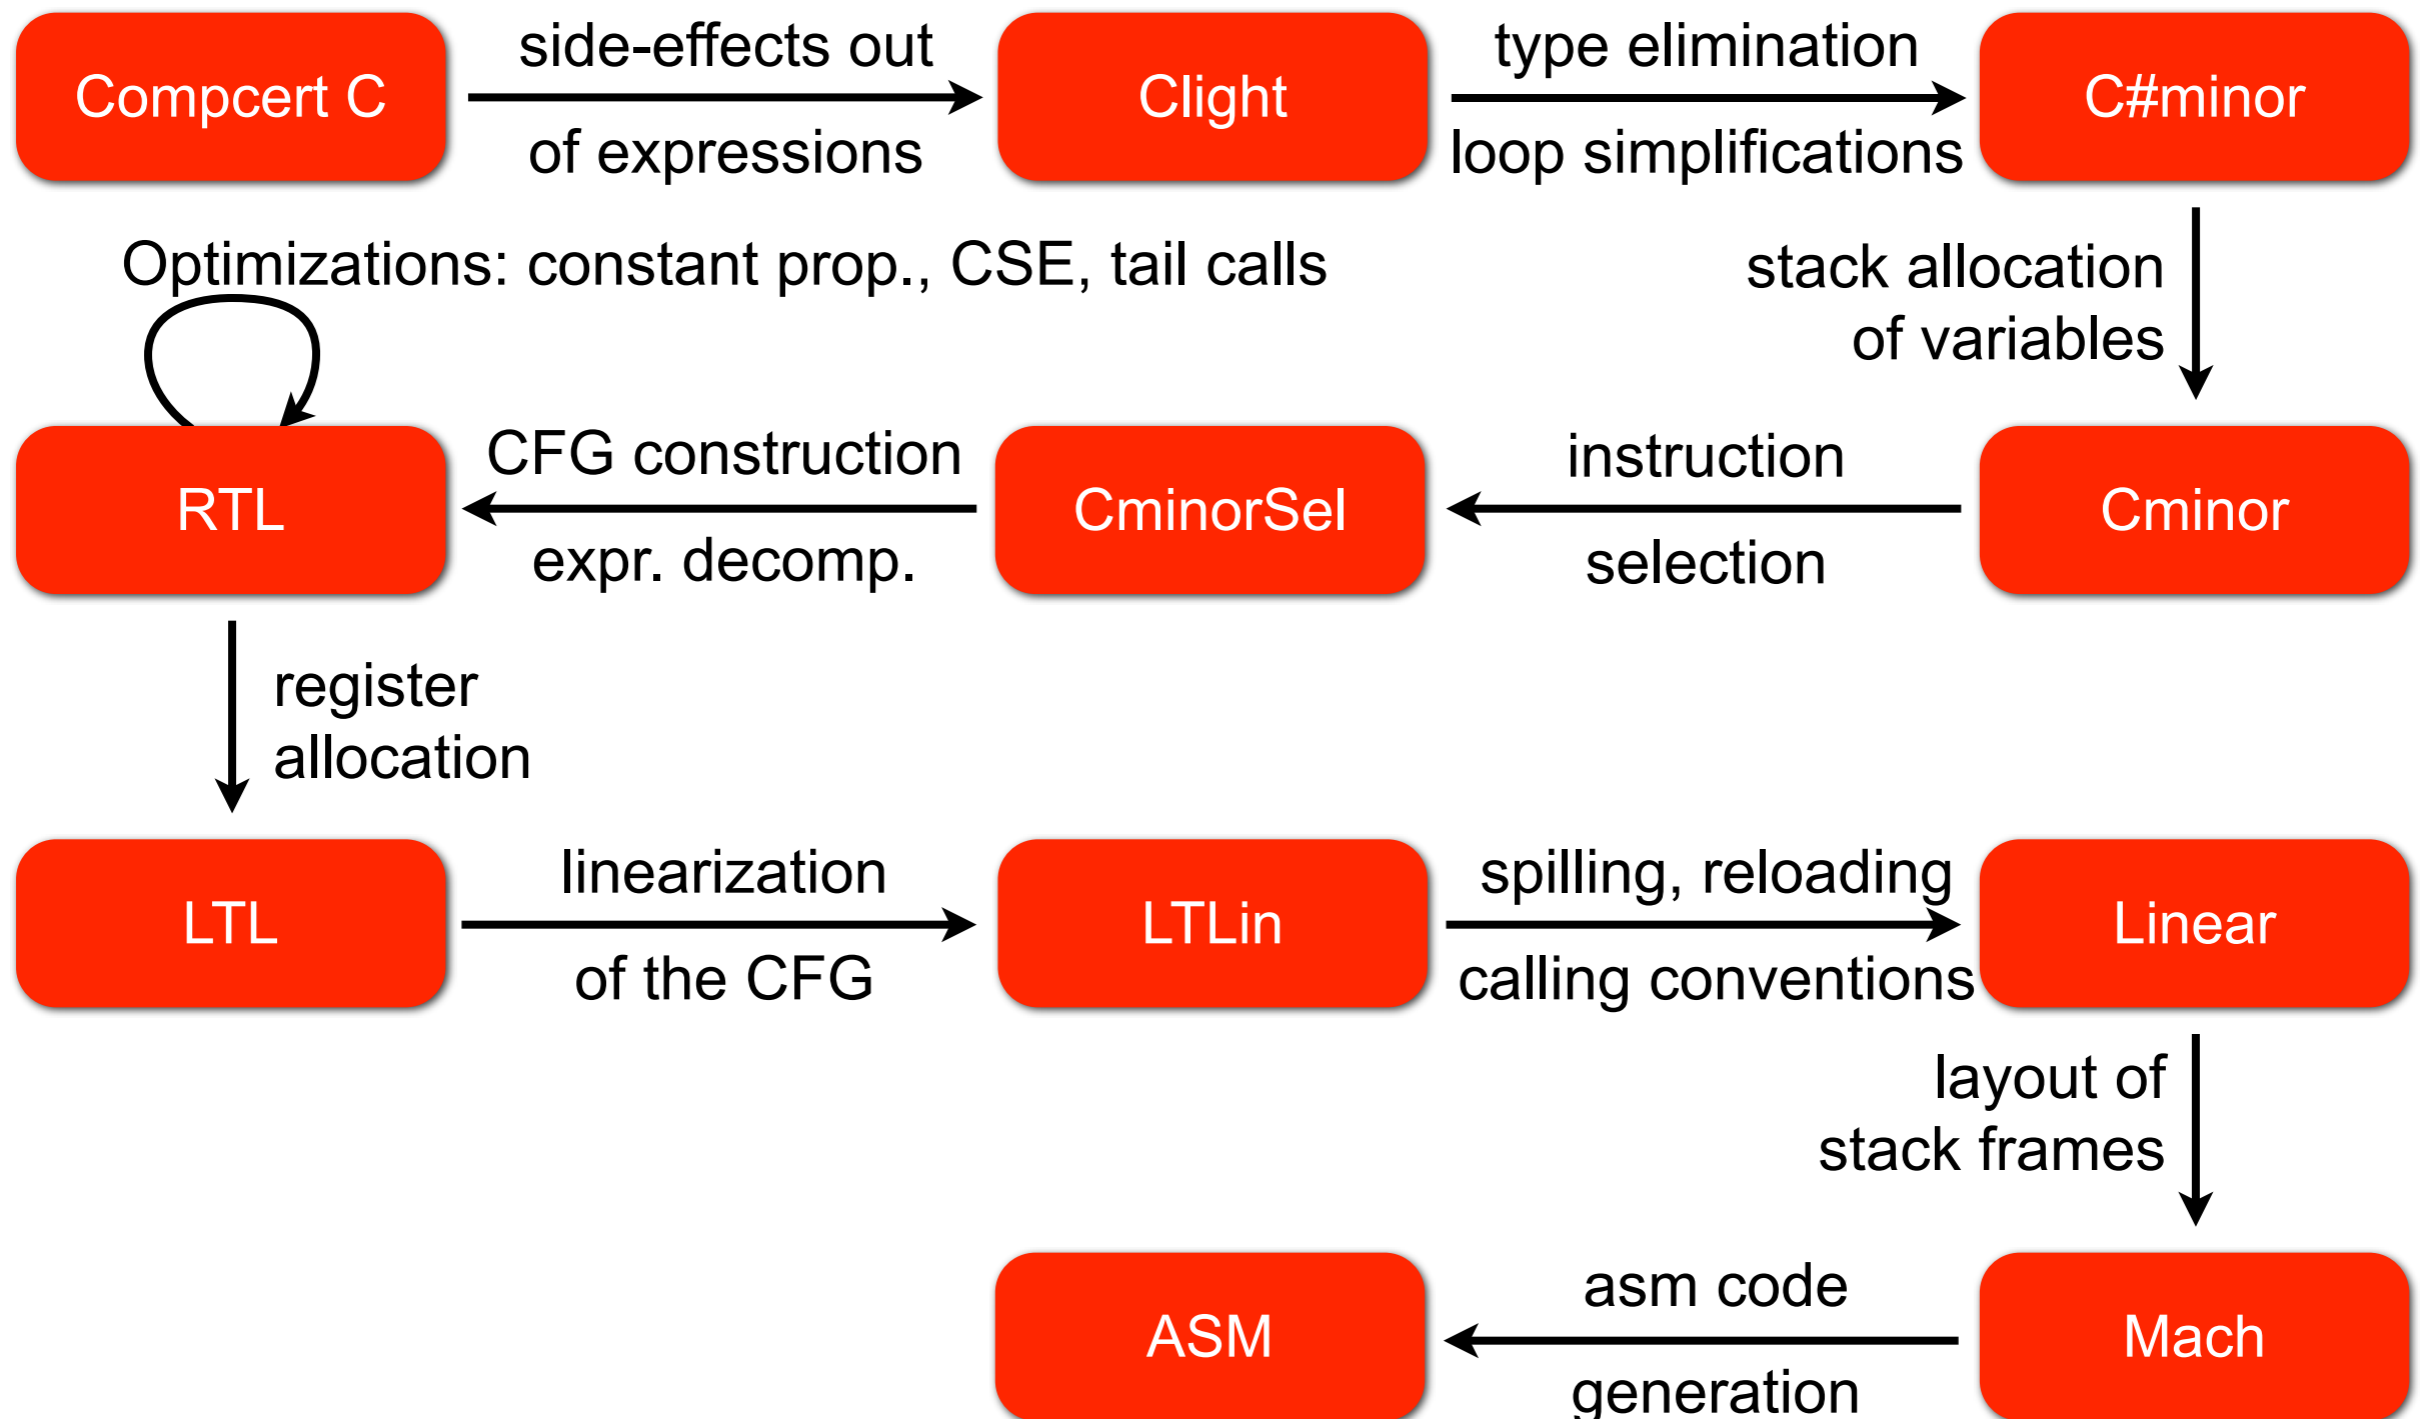 Compcert C
side-effects out
of expressions
Clight
type elimination
loop simplifications
C#minor
Optimizations: constant prop., CSE, tail calls
stack allocation
of variables
RTL
CFG construction
expr. decomp.
CminorSel
instruction
selection
Cminor
register
allocation
LTL
linearization
of the CFG
LTLin
spilling, reloading
calling conventions
Linear
layout of
stack frames
ASM
asm code
generation
Mach